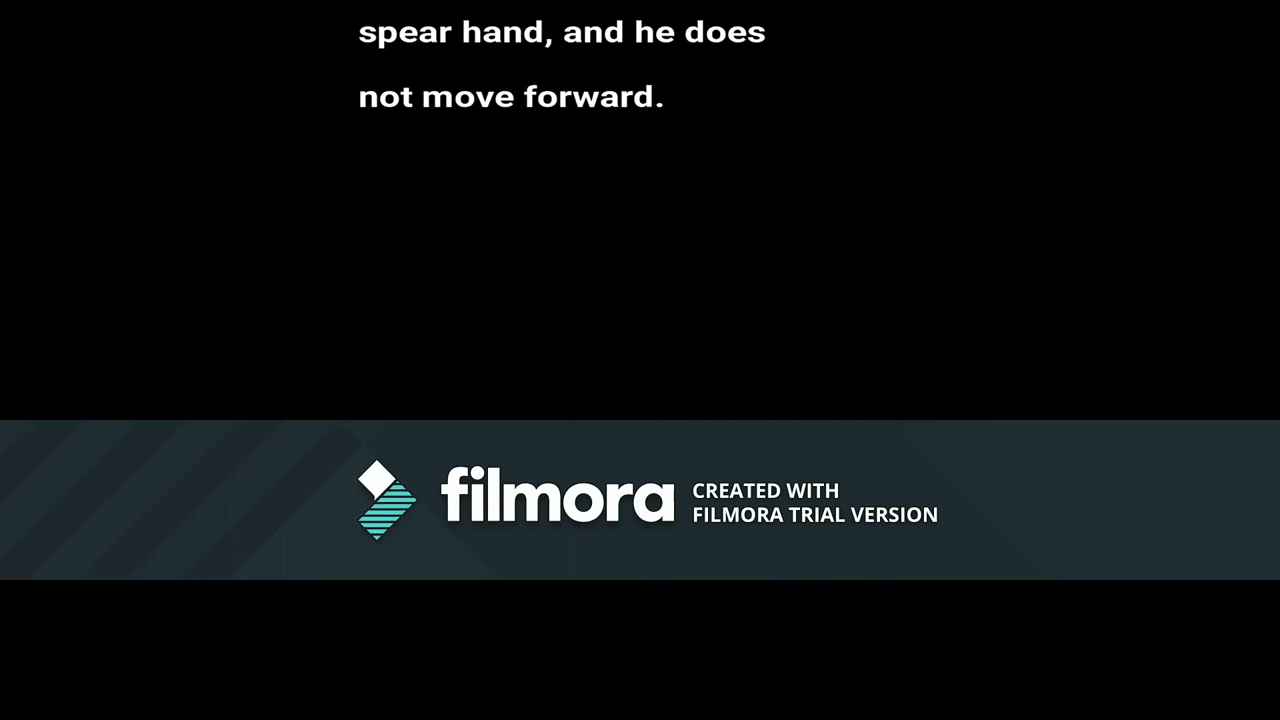 spear hand, and he does
not move forward.
filmora
CREATED WITH
FILMORA TRIAL VERSION